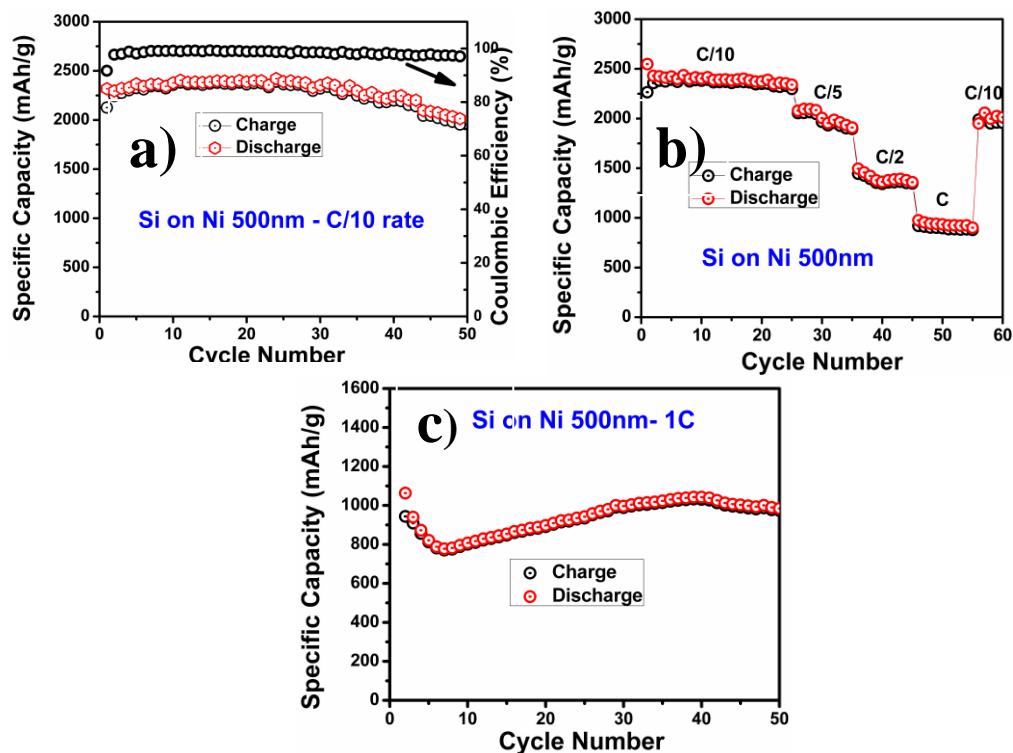 3000
2500
2000
1500
1000
500
0
Specific Capacity (mAh/g)
a)
Charge
Discharge
Si on Ni 500nm - C/10 rate
100
80
60
40
20
0
Coulombic Efficiency (%)
0 10 20 30 40 50
Cycle Number
3000
2500
2000
1500
1000
500
0
Specific Capacity (mAh/g)
C/10
C/5
C/2
C
C/10
b)
Charge
Discharge
Si on Ni 500nm
0 10 20 30 40 50 60
Cycle Number
1600
1400
1200
1000
800
600
400
200
0
Specific Capacity (mAh/g)
c)
Si on Ni 500nm- 1C
Charge
Discharge
0 10 20 30 40 50
Cycle Number